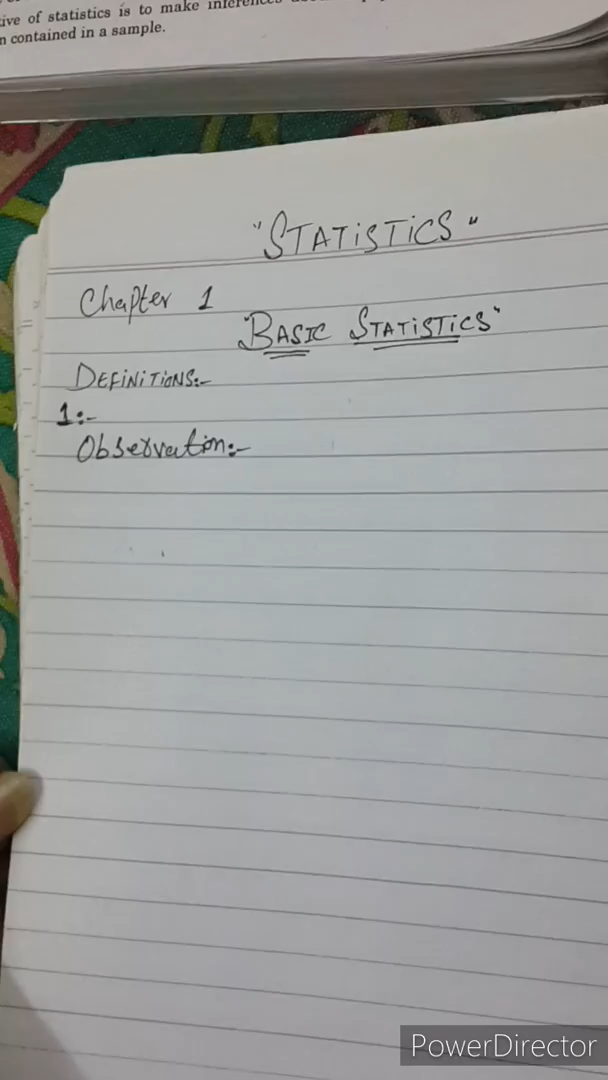 ive of statistics is to make
n contained in a sample.
"STATiSTiCS"
Chapter 1
"BASIC STATiSTiCS"
DEFiNiTiONS:-
1:-
Observation:-
PowerDirector